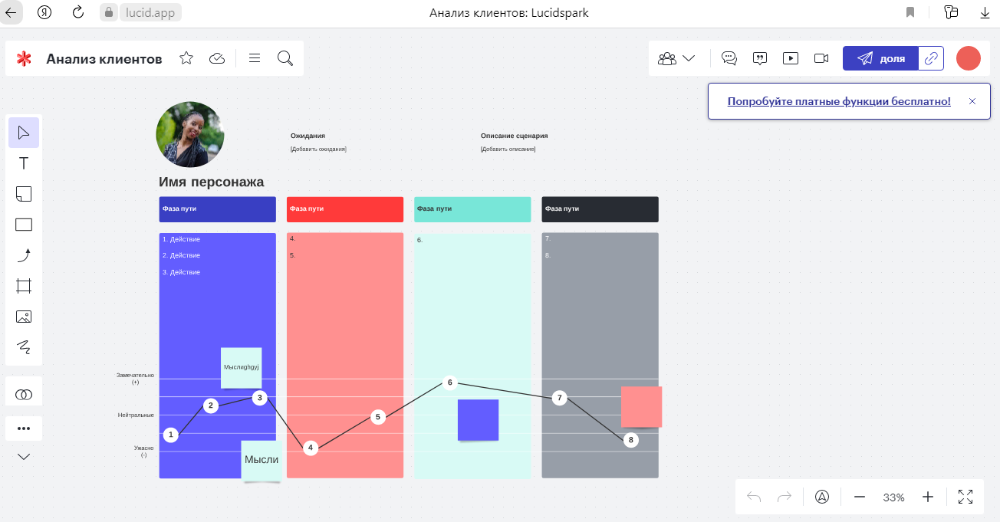 lucid.app
Анализ клиентов: Lucidspark
Анализ клиентов
доля
Попробуйте платные функции бесплатно!
Ожидания
[Добавить ожидания]
Описание сценария
[Добавить описание]
Имя персонажа
Фаза пути
Фаза пути
Фаза пути
Фаза пути
1. Действие
2. Действие
3. Действие
4.
5.
6.
7.
8.
Мыслиghgyj
Замечательно
(+)
Нейтральные
Ужасно
(-)
1
2
3
4
5
6
7
8
Мысли
33%